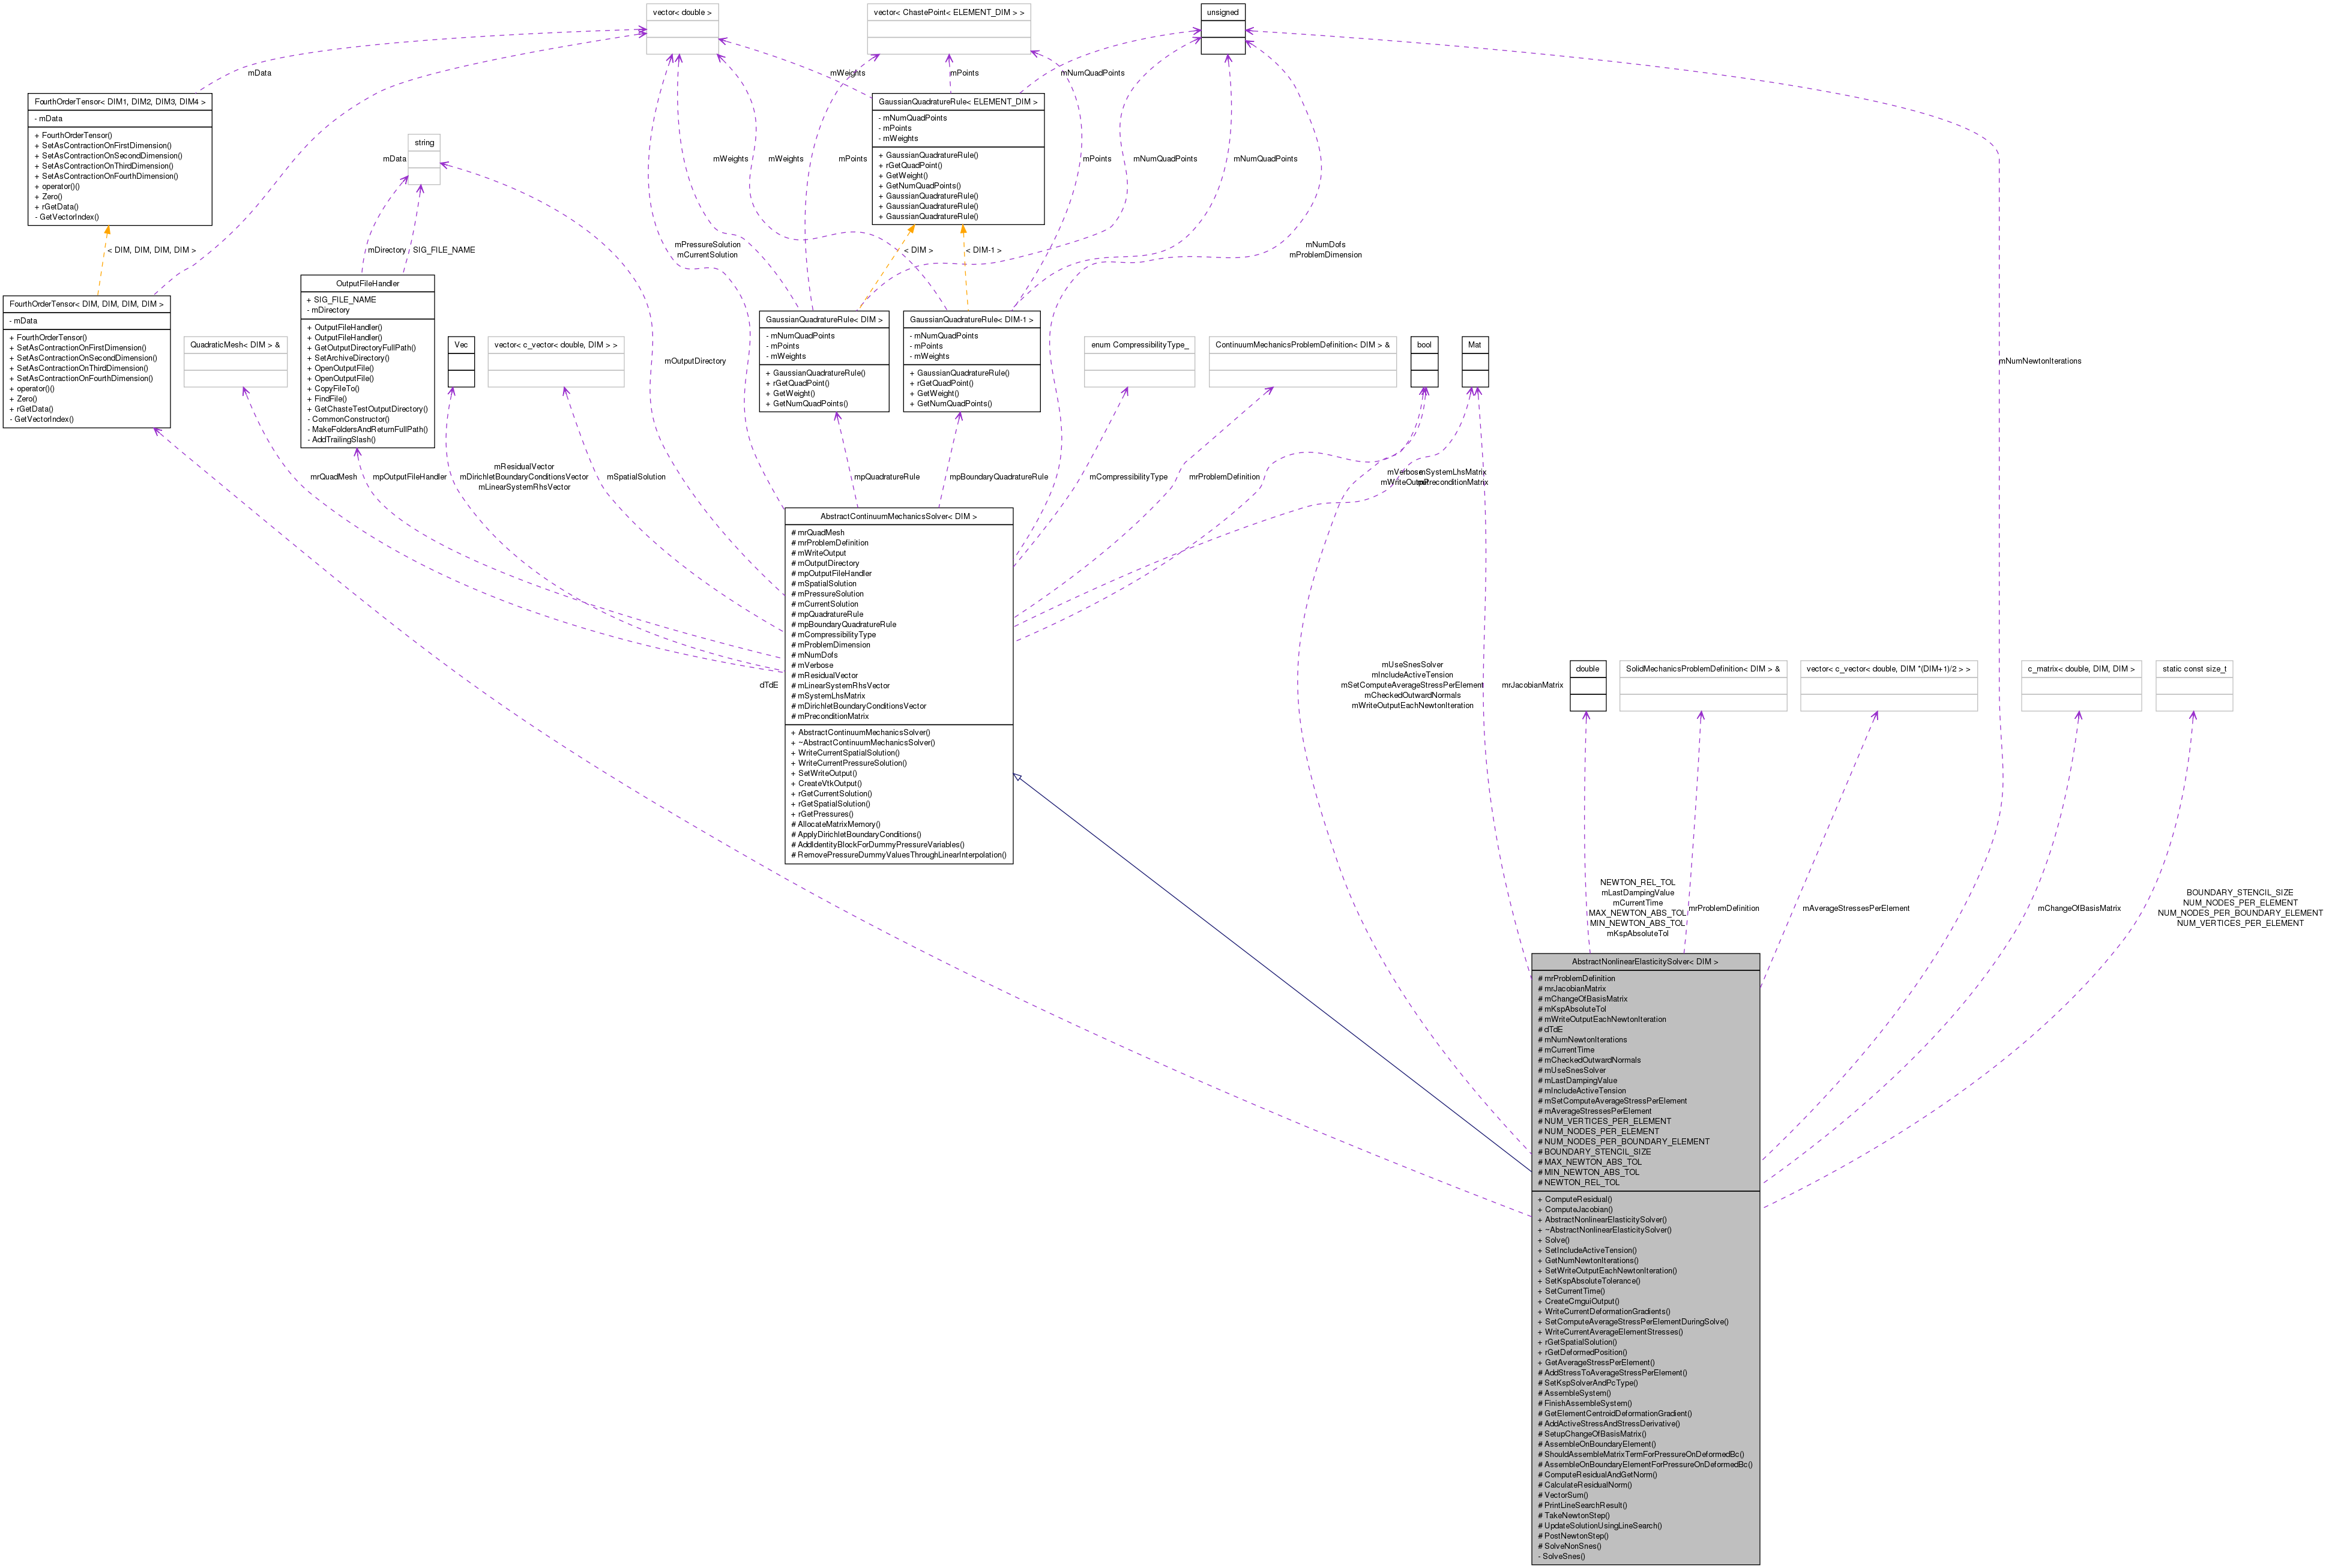 vector< double >
vector< ChastePoint< ELEMENT_DIM > >
unsigned
mData
mWeights
mPoints
mNumQuadPoints
FourthOrderTensor< DIM1, DIM2, DIM3, DIM4 >
- mData
+ FourthOrderTensor()
+ SetAsContractionOnFirstDimension()
+ SetAsContractionOnSecondDimension()
+ SetAsContractionOnThirdDimension()
+ SetAsContractionOnFourthDimension()
+ operator()()
+ Zero()
+ rGetData()
- GetVectorIndex()
string
GaussianQuadratureRule< ELEMENT_DIM >
- mNumQuadPoints
- mPoints
- mWeights
+ GaussianQuadratureRule()
+ rGetQuadPoint()
+ GetWeight()
+ GetNumQuadPoints()
+ GaussianQuadratureRule()
+ GaussianQuadratureRule()
+ GaussianQuadratureRule()
mData
mWeights
mWeights
mPoints
mPoints
mNumQuadPoints
mNumQuadPoints
< DIM, DIM, DIM, DIM >
mDirectory
SIG_FILE_NAME
mPressureSolution
mCurrentSolution
< DIM >
< DIM-1 >
mNumDofs
mProblemDimension
FourthOrderTensor< DIM, DIM, DIM, DIM >
- mData
+ FourthOrderTensor()
+ SetAsContractionOnFirstDimension()
+ SetAsContractionOnSecondDimension()
+ SetAsContractionOnThirdDimension()
+ SetAsContractionOnFourthDimension()
+ operator()()
+ Zero()
+ rGetData()
- GetVectorIndex()
QuadraticMesh< DIM > &
OutputFileHandler
+ SIG_FILE_NAME
- mDirectory
+ OutputFileHandler()
+ OutputFileHandler()
+ GetOutputDirectoryFullPath()
+ SetArchiveDirectory()
+ OpenOutputFile()
+ OpenOutputFile()
+ CopyFileTo()
+ FindFile()
+ GetChasteTestOutputDirectory()
- CommonConstructor()
- MakeFoldersAndReturnFullPath()
- AddTrailingSlash()
Vec
vector< c_vector< double, DIM > >
mOutputDirectory
GaussianQuadratureRule< DIM >
- mNumQuadPoints
- mPoints
- mWeights
+ GaussianQuadratureRule()
+ rGetQuadPoint()
+ GetWeight()
+ GetNumQuadPoints()
GaussianQuadratureRule< DIM-1 >
- mNumQuadPoints
- mPoints
- mWeights
+ GaussianQuadratureRule()
+ rGetQuadPoint()
+ GetWeight()
+ GetNumQuadPoints()
enum CompressibilityType_
ContinuumMechanicsProblemDefinition< DIM > &
bool
Mat
mNumNewtonIterations
mrQuadMesh
mpOutputFileHandler
mResidualVector
mDirichletBoundaryConditionsVector
mLinearSystemRhsVector
mSpatialSolution
mpQuadratureRule
mpBoundaryQuadratureRule
mCompressibilityType
mrProblemDefinition
mVerbose
mWriteOutput
mSystemLhsMatrix
mPreconditionMatrix
AbstractContinuumMechanicsSolver< DIM >
# mrQuadMesh
# mrProblemDefinition
# mWriteOutput
# mOutputDirectory
# mpOutputFileHandler
# mSpatialSolution
# mPressureSolution
# mCurrentSolution
# mpQuadratureRule
# mpBoundaryQuadratureRule
# mCompressibilityType
# mProblemDimension
# mNumDofs
# mVerbose
# mResidualVector
# mLinearSystemRhsVector
# mSystemLhsMatrix
# mDirichletBoundaryConditionsVector
# mPreconditionMatrix
+ AbstractContinuumMechanicsSolver()
+ ~AbstractContinuumMechanicsSolver()
+ WriteCurrentSpatialSolution()
+ WriteCurrentPressureSolution()
+ SetWriteOutput()
+ CreateVtkOutput()
+ rGetCurrentSolution()
+ rGetSpatialSolution()
+ rGetPressures()
# AllocateMatrixMemory()
# ApplyDirichletBoundaryConditions()
# AddIdentityBlockForDummyPressureVariables()
# RemovePressureDummyValuesThroughLinearInterpolation()
dTdE
mUseSnesSolver
mIncludeActiveTension
mSetComputeAverageStressPerElement
mCheckedOutwardNormals
mWriteOutputEachNewtonIteration
mrJacobianMatrix
double
SolidMechanicsProblemDefinition< DIM > &
vector< c_vector< double, DIM *(DIM+1)/2 > >
c_matrix< double, DIM, DIM >
static const size_t
NEWTON_REL_TOL
mLastDampingValue
mCurrentTime
MAX_NEWTON_ABS_TOL
MIN_NEWTON_ABS_TOL
mKspAbsoluteTol
mrProblemDefinition
mAverageStressesPerElement
mChangeOfBasisMatrix
BOUNDARY_STENCIL_SIZE
NUM_NODES_PER_ELEMENT
NUM_NODES_PER_BOUNDARY_ELEMENT
NUM_VERTICES_PER_ELEMENT
AbstractNonlinearElasticitySolver< DIM >
# mrProblemDefinition
# mrJacobianMatrix
# mChangeOfBasisMatrix
# mKspAbsoluteTol
# mWriteOutputEachNewtonIteration
# dTdE
# mNumNewtonIterations
# mCurrentTime
# mCheckedOutwardNormals
# mUseSnesSolver
# mLastDampingValue
# mIncludeActiveTension
# mSetComputeAverageStressPerElement
# mAverageStressesPerElement
# NUM_VERTICES_PER_ELEMENT
# NUM_NODES_PER_ELEMENT
# NUM_NODES_PER_BOUNDARY_ELEMENT
# BOUNDARY_STENCIL_SIZE
# MAX_NEWTON_ABS_TOL
# MIN_NEWTON_ABS_TOL
# NEWTON_REL_TOL
+ ComputeResidual()
+ ComputeJacobian()
+ AbstractNonlinearElasticitySolver()
+ ~AbstractNonlinearElasticitySolver()
+ Solve()
+ SetIncludeActiveTension()
+ GetNumNewtonIterations()
+ SetWriteOutputEachNewtonIteration()
+ SetKspAbsoluteTolerance()
+ SetCurrentTime()
+ CreateCmguiOutput()
+ WriteCurrentDeformationGradients()
+ SetComputeAverageStressPerElementDuringSolve()
+ WriteCurrentAverageElementStresses()
+ rGetSpatialSolution()
+ rGetDeformedPosition()
+ GetAverageStressPerElement()
# AddStressToAverageStressPerElement()
# SetKspSolverAndPcType()
# AssembleSystem()
# FinishAssembleSystem()
# GetElementCentroidDeformationGradient()
# AddActiveStressAndStressDerivative()
# SetupChangeOfBasisMatrix()
# AssembleOnBoundaryElement()
# ShouldAssembleMatrixTermForPressureOnDeformedBc()
# AssembleOnBoundaryElementForPressureOnDeformedBc()
# ComputeResidualAndGetNorm()
# CalculateResidualNorm()
# VectorSum()
# PrintLineSearchResult()
# TakeNewtonStep()
# UpdateSolutionUsingLineSearch()
# PostNewtonStep()
# SolveNonSnes()
- SolveSnes()